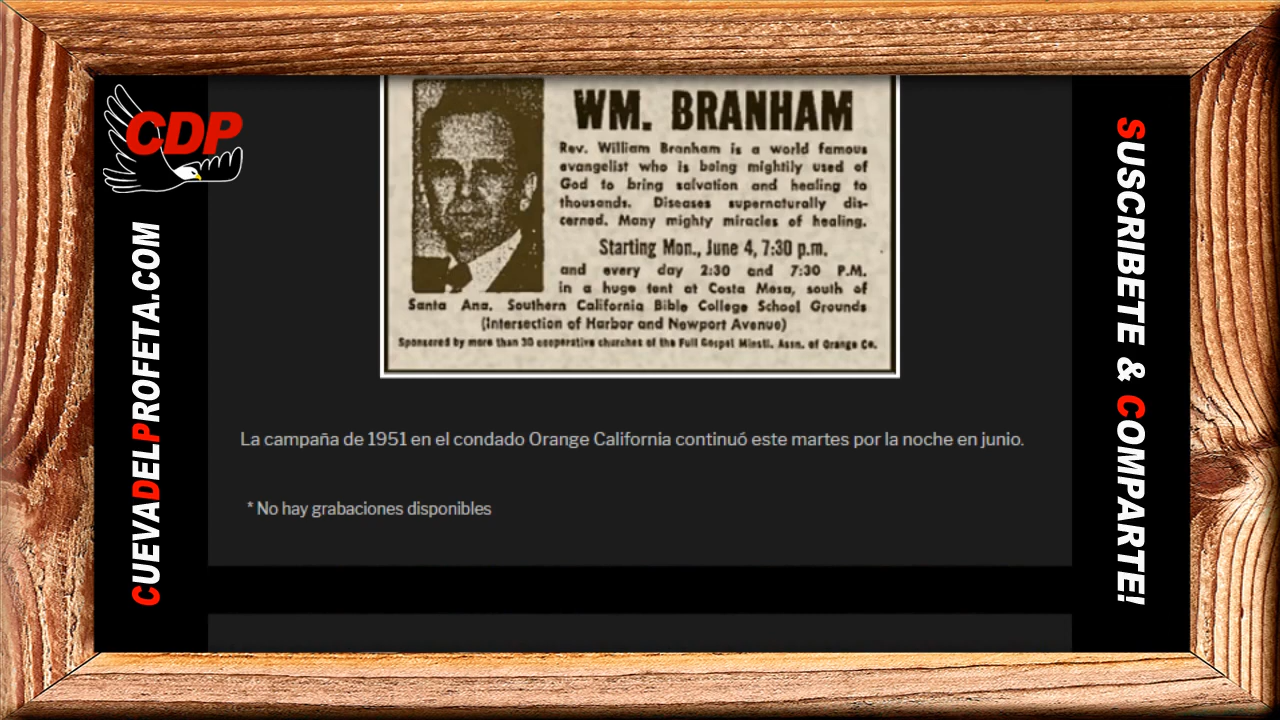 CDP
CUEVADELPROFETA.COM
WM. BRANHAM
Rev. William Branham is a world famous
evangelist who is being mightily used of
God to bring salvation and healing to
thousands. Diseases supernaturally dis-
cerned. Many mighty miracles of healing.
Starting Mon., June 4, 7:30 p.m.
and every day 2:30 and 7:30 P.M.
in a huge tent at Costa Mesa, south of
Santa Ana. Southern California Bible College School Grounds
(Intersection of Harbor and Newport Avenue)
Sponsored by more than 30 cooperative churches of the Full Gospel Minstl. Assn. of Orange Co.
La campaña de 1951 en el condado Orange California continuó este martes por la noche en junio.
* No hay grabaciones disponibles
SUSCRIBETE & COMPARTE!